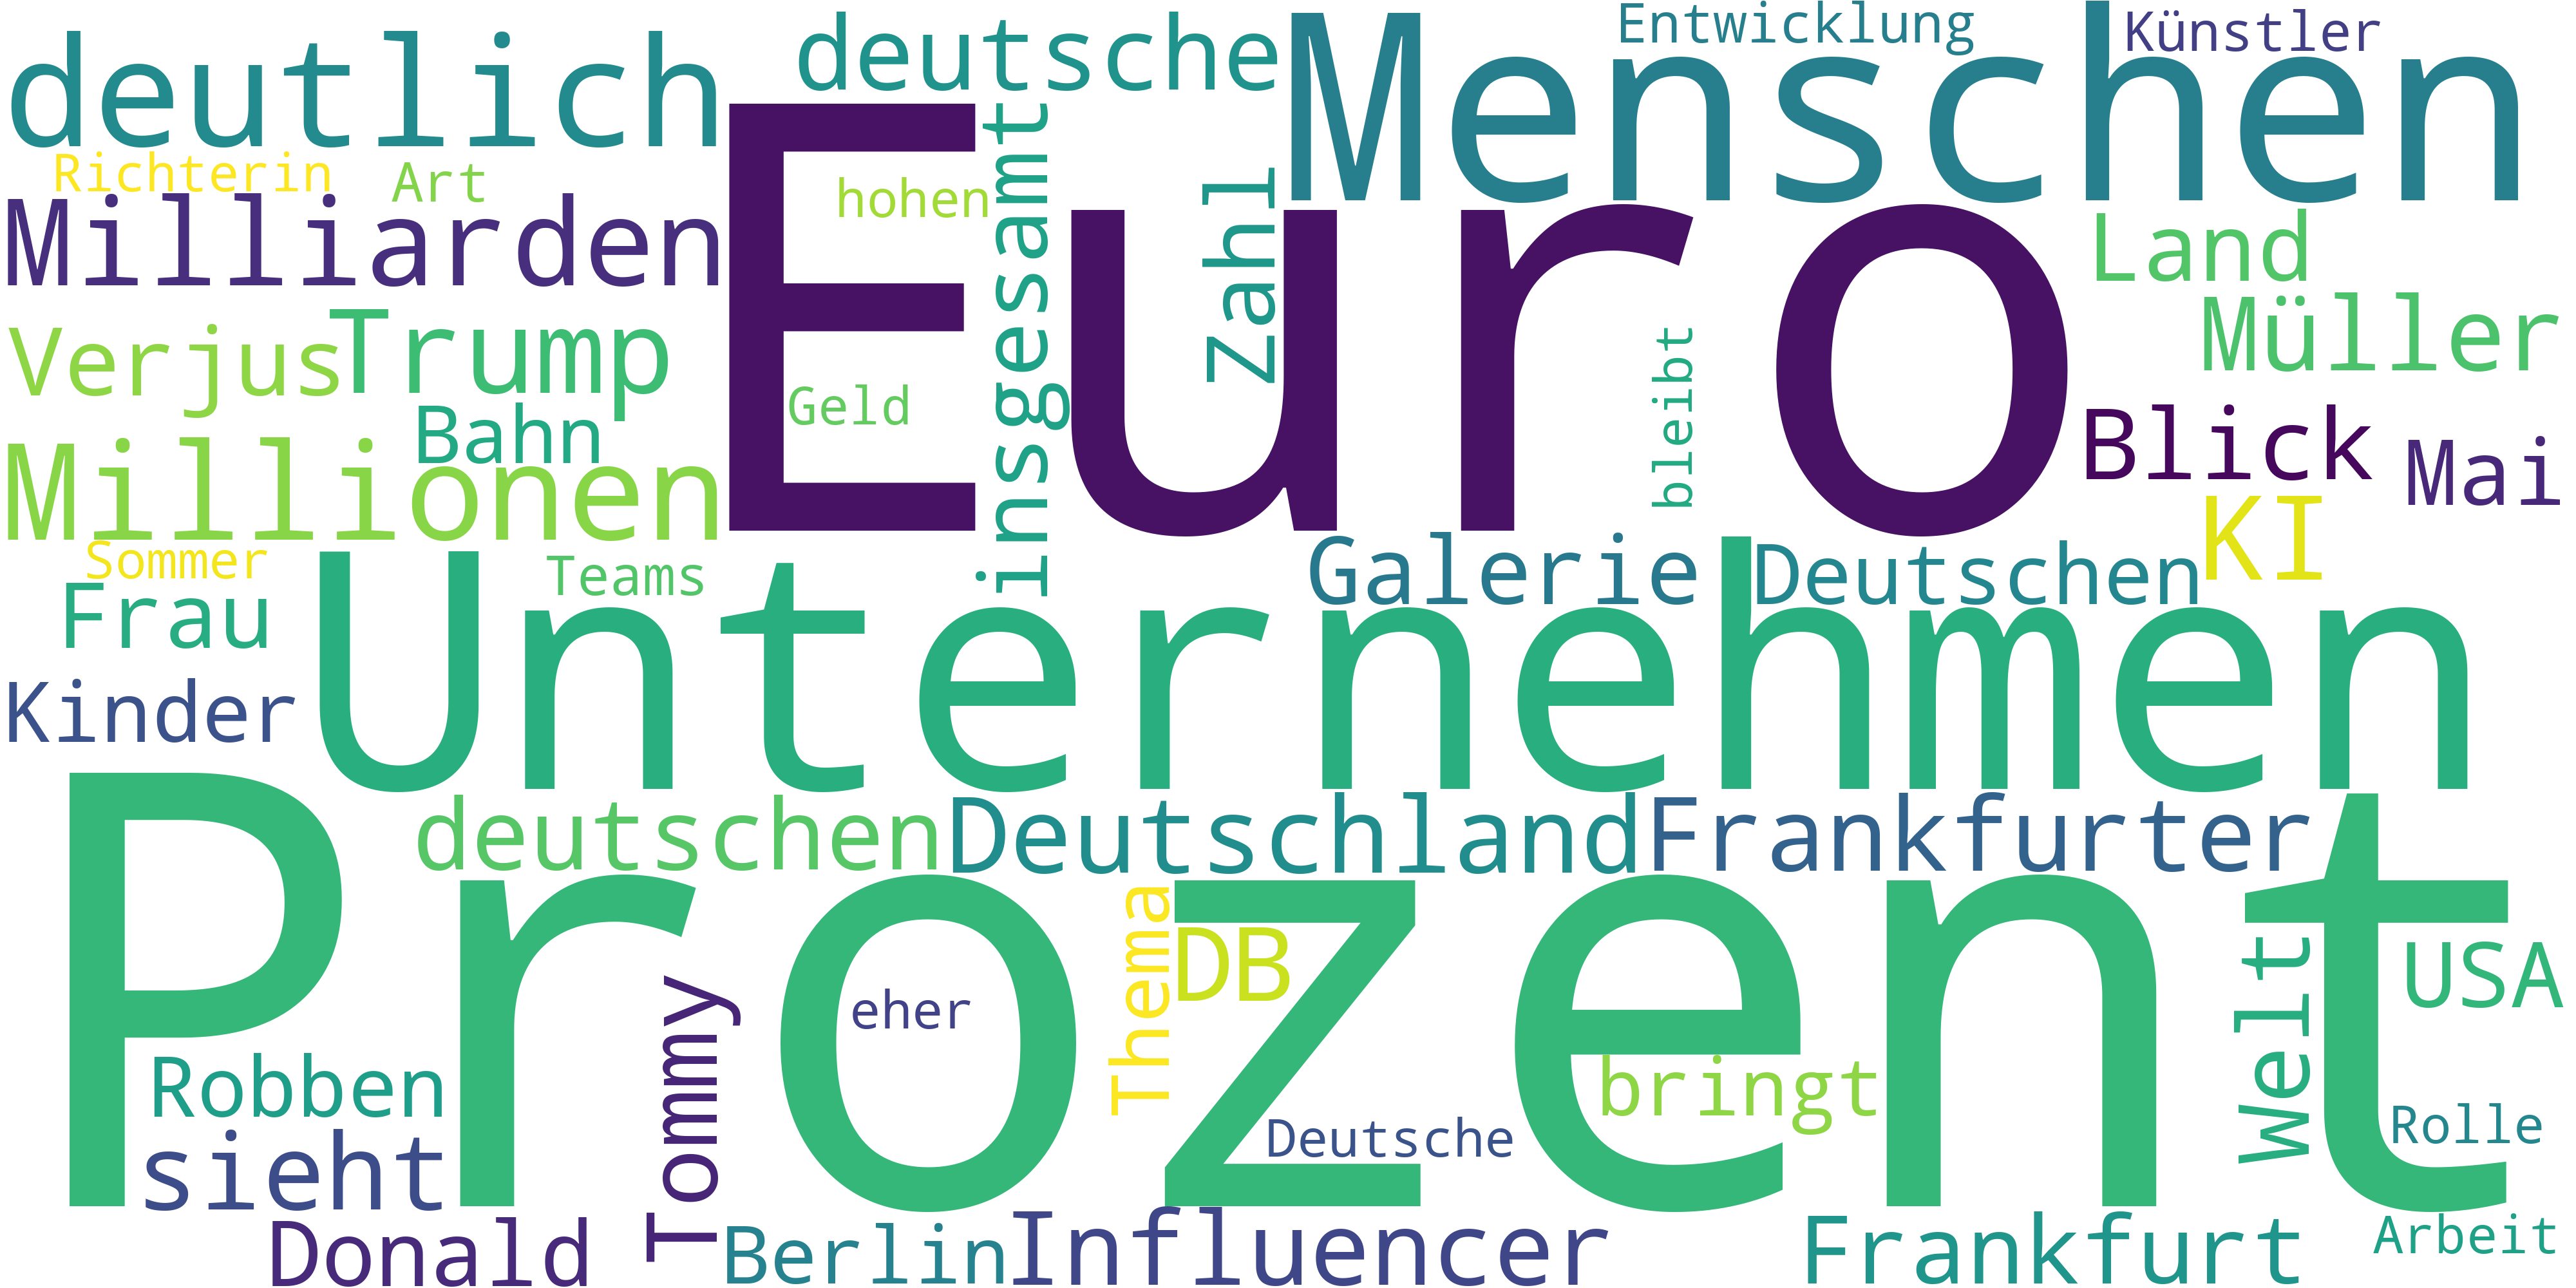 Entwicklung
Künstler
deutlich
deutsche
Menschen
Richterin
Art
hohen
insgesamt
Zahl
Milliarden
Euro
Land
Verjus
Trump
Müller
Geld
bleibt
Bahn
Blick
Mai
Millionen
KI
Sommer
Teams
Galerie
Deutschen
Frau
Unternehmen
Kinder
deutschen
Deutschland
Frankfurter
Prozent
Thema
DB
Welt
USA
Tommy
eher
Robben
bringt
Deutsche
Rolle
sieht
Donald
Berlin
Influencer
Frankfurt
Arbeit